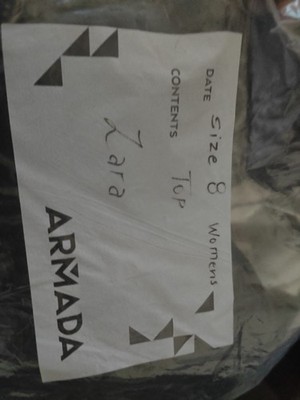 DATE Size 8 Womens
CONTENTS Top
Zara
ARMADA